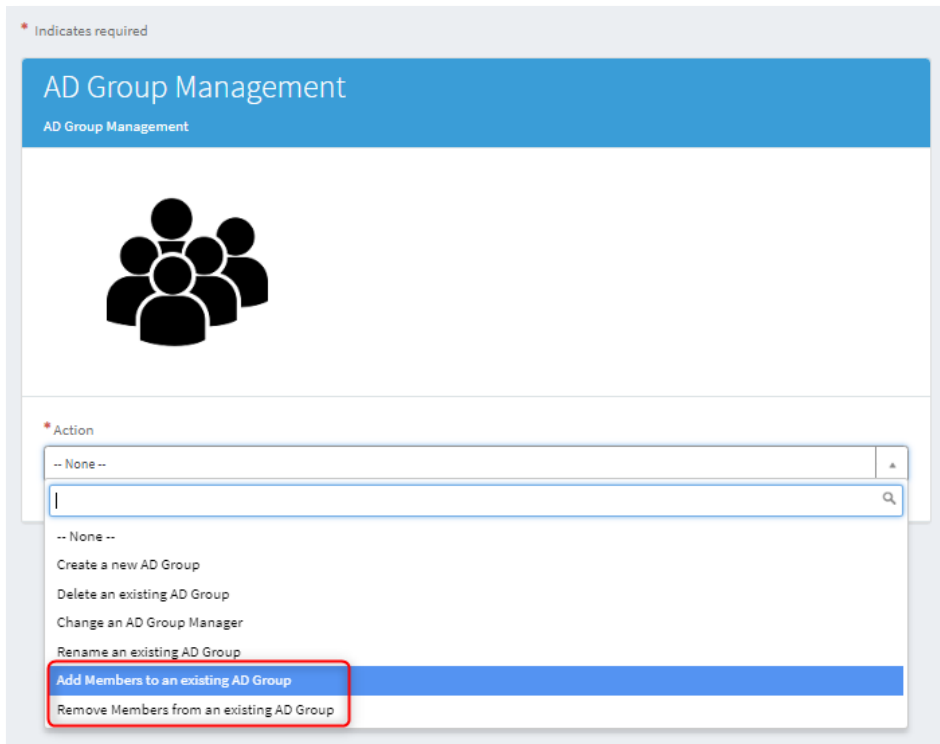 * Indicates required
AD Group Management
AD Group Management
* Action
-- None --
-- None --
Create a new AD Group
Delete an existing AD Group
Change an AD Group Manager
Rename an existing AD Group
Add Members to an existing AD Group
Remove Members from an existing AD Group